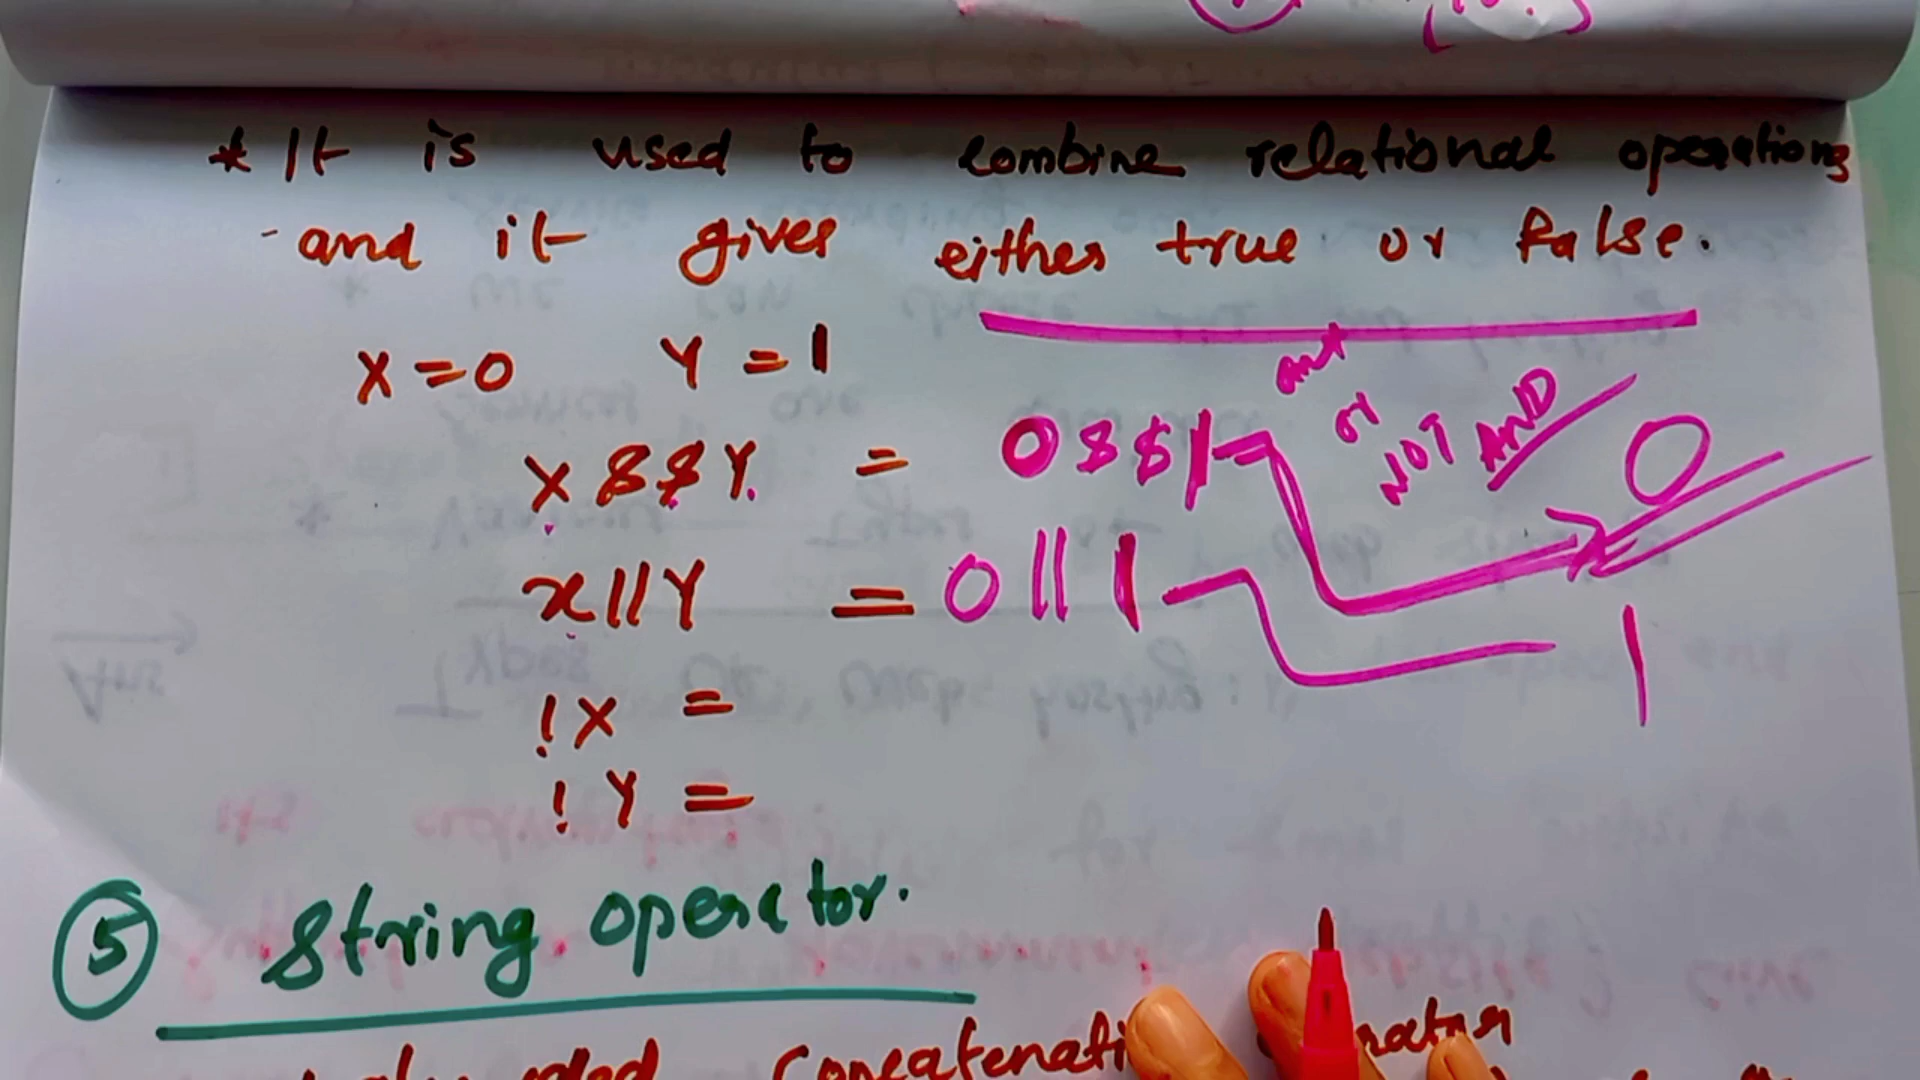 * It is used to combine relational operations
and it gives either true or false.
X = 0 Y = 1
and
or
NOT AND
X $$ Y = 0 $$ 1 = 0
x || Y = 0 || 1 1
!X =
!Y =
5 String operator.